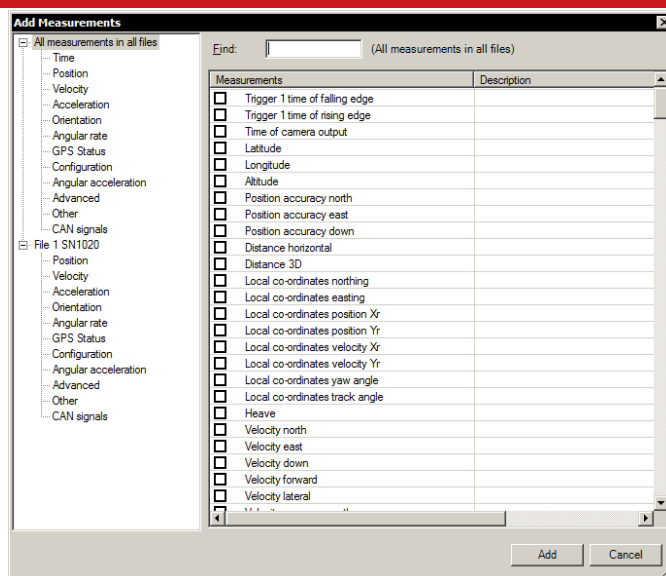 Add Measurements
All measurements in all files
Time
Position
Velocity
Acceleration
Orientation
Angular rate
GPS Status
Configuration
Angular acceleration
Advanced
Other
CAN signals
File 1 SN1020
Position
Velocity
Acceleration
Orientation
Angular rate
GPS Status
Configuration
Angular acceleration
Advanced
Other
CAN signals
Find: (All measurements in all files)
Measurements Description
Trigger 1 time of falling edge
Trigger 1 time of rising edge
Time of camera output
Latitude
Longitude
Altitude
Position accuracy north
Position accuracy east
Position accuracy down
Distance horizontal
Distance 3D
Local co-ordinates northing
Local co-ordinates easting
Local co-ordinates position Xr
Local co-ordinates position Yr
Local co-ordinates velocity Xr
Local co-ordinates velocity Yr
Local co-ordinates yaw angle
Local co-ordinates track angle
Heave
Velocity north
Velocity east
Velocity down
Velocity forward
Velocity lateral
Add Cancel